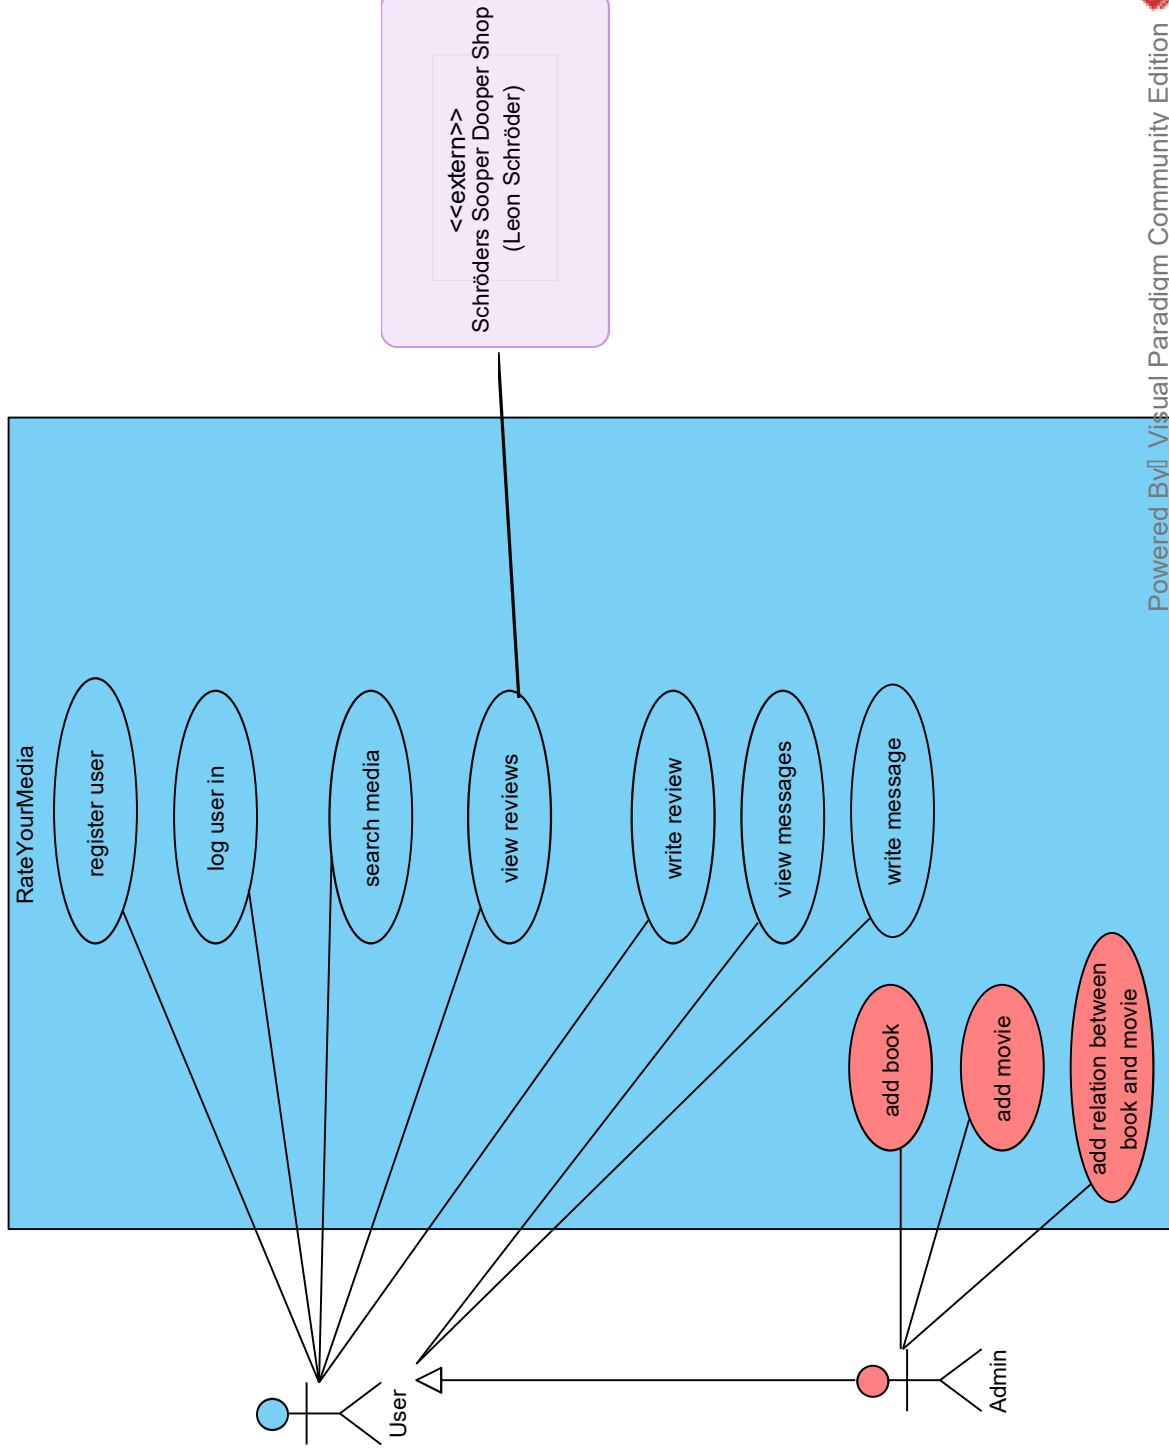 RateYourMedia
register user
log user in
search media
view reviews
write review
view messages
write message
add book
add movie
add relation between
book and movie
User
Admin
<<extern>>
Schröders Sooper Dooper Shop
(Leon Schröder)
Powered By Visual Paradigm Community Edition